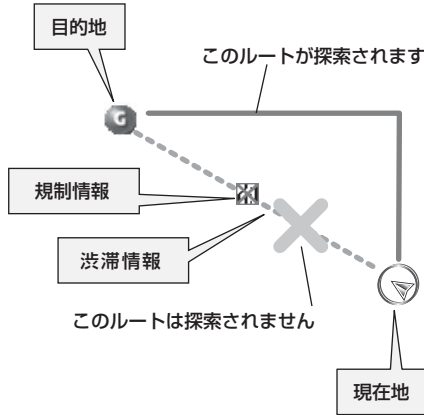 目的地
このルートが探索されます
G
規制情報
渋滞情報
このルートは探索されません
現在地